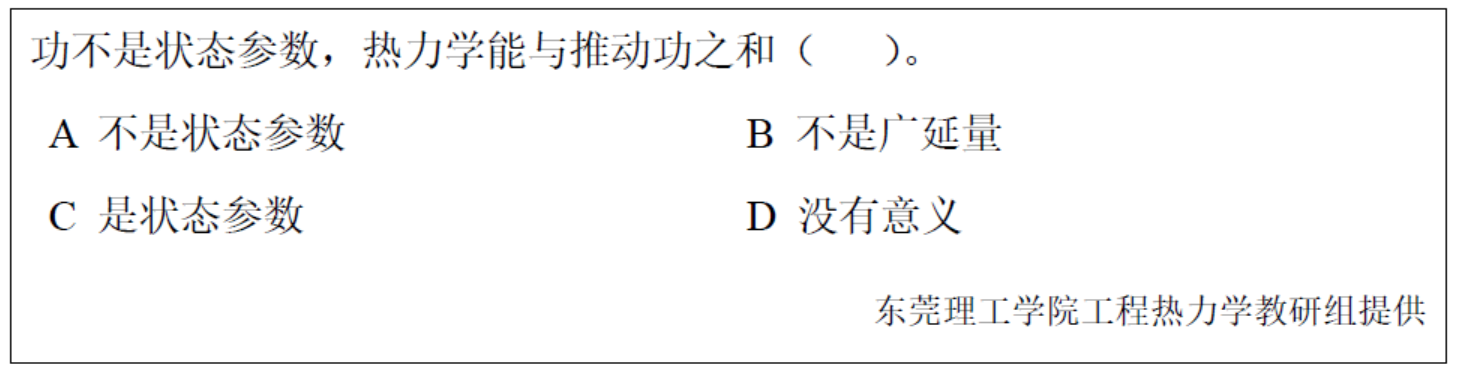 功不是状态参数，热力学能与推动功之和（　　）。
A 不是状态参数 B 不是广延量
C 是状态参数 D 没有意义
东莞理工学院工程热力学教研组提供